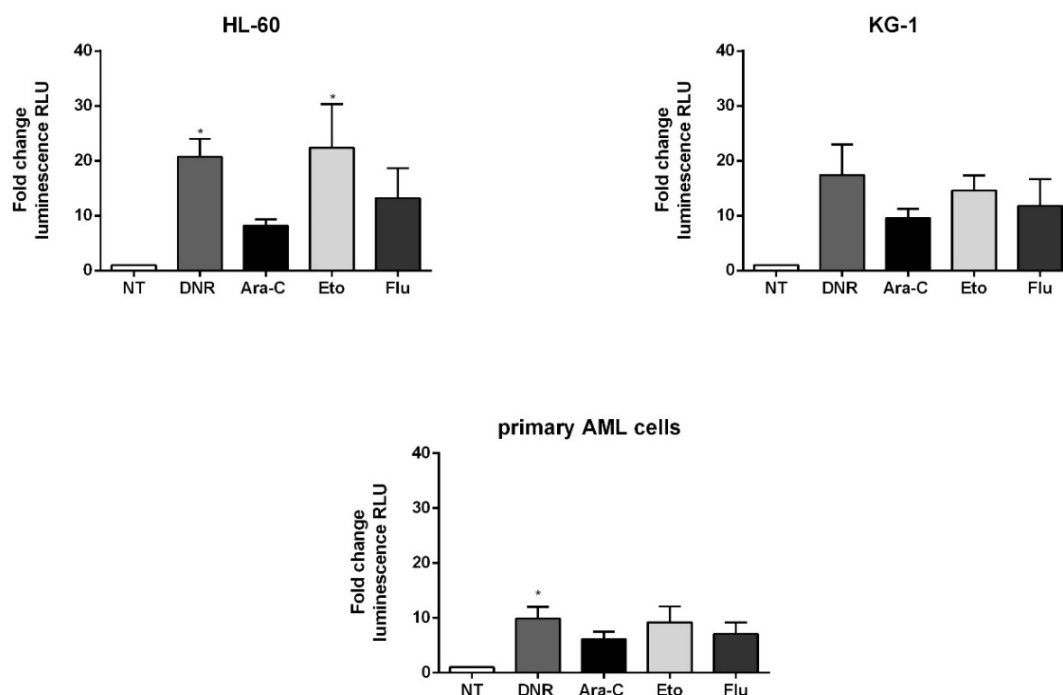 HL-60
Fold change
luminescence RLU
40
30
20
10
0
*
*
NT DNR Ara-C Eto Flu
KG-1
Fold change
luminescence RLU
40
30
20
10
0
NT DNR Ara-C Eto Flu
primary AML cells
Fold change
luminescence RLU
40
30
20
10
0
*
NT DNR Ara-C Eto Flu